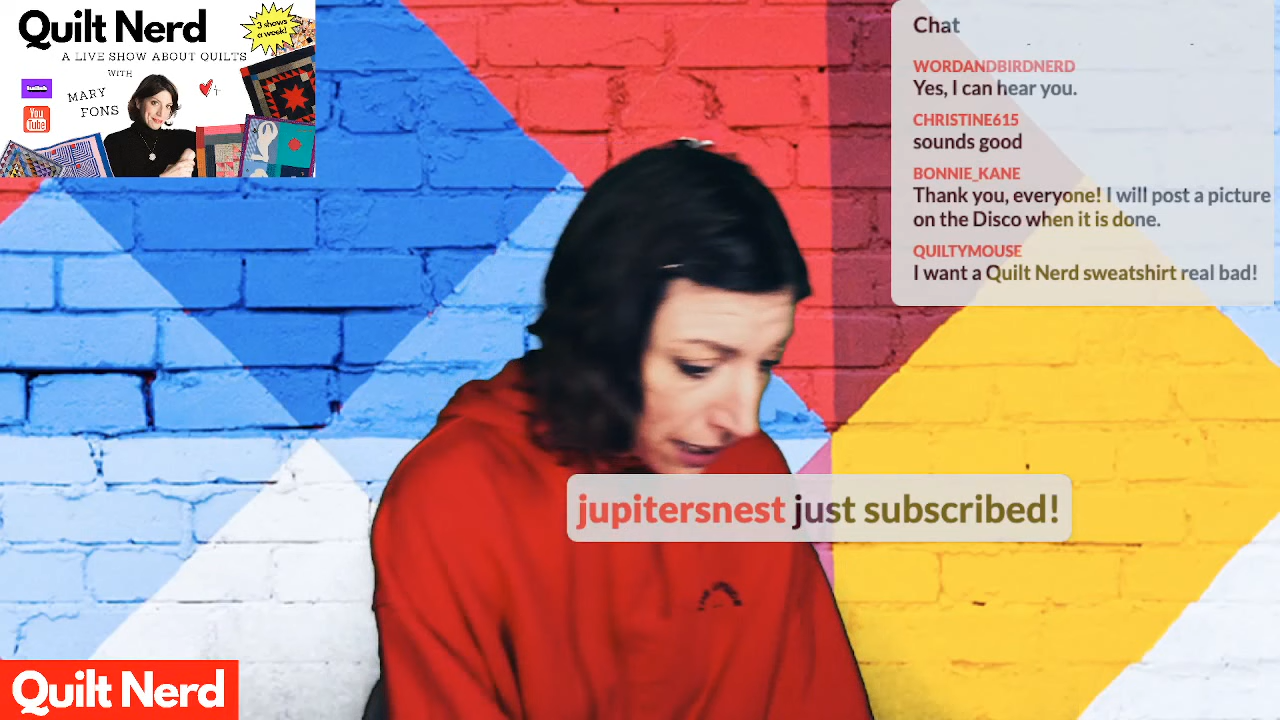 Quilt Nerd
3 shows
a week!
A LIVE SHOW ABOUT QUILTS
WITH
MARY
FONS
You
Tube
Chat
WORDANDBIRDNERD
Yes, I can hear you.
CHRISTINE615
sounds good
BONNIE_KANE
Thank you, everyone! I will post a picture
on the Disco when it is done.
QUILTYMOUSE
I want a Quilt Nerd sweatshirt real bad!
jupitersnest just subscribed!
Quilt Nerd